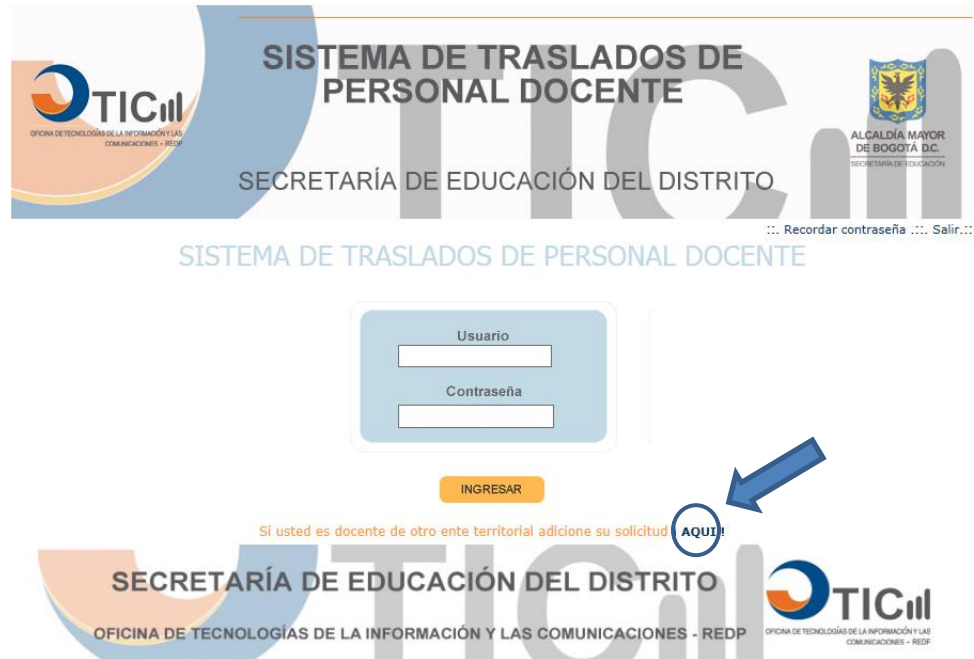 SISTEMA DE TRASLADOS DE
PERSONAL DOCENTE
TIC
OFICINA DE TECNOLOGÍAS DE LA INFORMACIÓN Y LAS
COMUNICACIONES - REDP
ALCALDÍA MAYOR
DE BOGOTÁ D.C.
SECRETARÍA DE EDUCACIÓN
SECRETARÍA DE EDUCACIÓN DEL DISTRITO
::. Recordar contraseña .::. Salir.::
SISTEMA DE TRASLADOS DE PERSONAL DOCENTE
Usuario
Contraseña
INGRESAR
Si usted es docente de otro ente territorial adicione su solicitud AQUI!
SECRETARÍA DE EDUCACIÓN DEL DISTRITO
OFICINA DE TECNOLOGÍAS DE LA INFORMACIÓN Y LAS COMUNICACIONES - REDP
TIC
OFICINA DE TECNOLOGÍAS DE LA INFORMACIÓN Y LAS
COMUNICACIONES - REDP